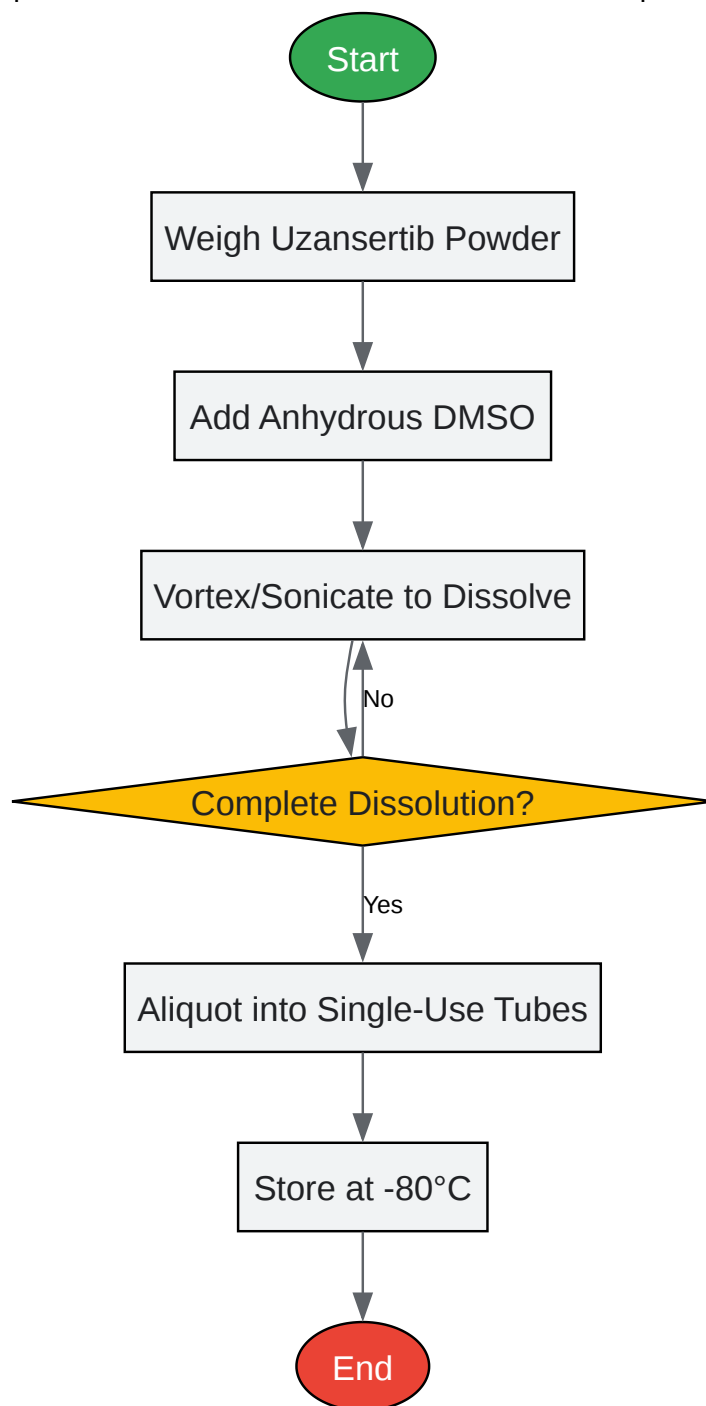 Start
Weigh Uzansertib Powder
Add Anhydrous DMSO
Vortex/Sonicate to Dissolve
No
Complete Dissolution?
Yes
Aliquot into Single-Use Tubes
Store at -80°C
End